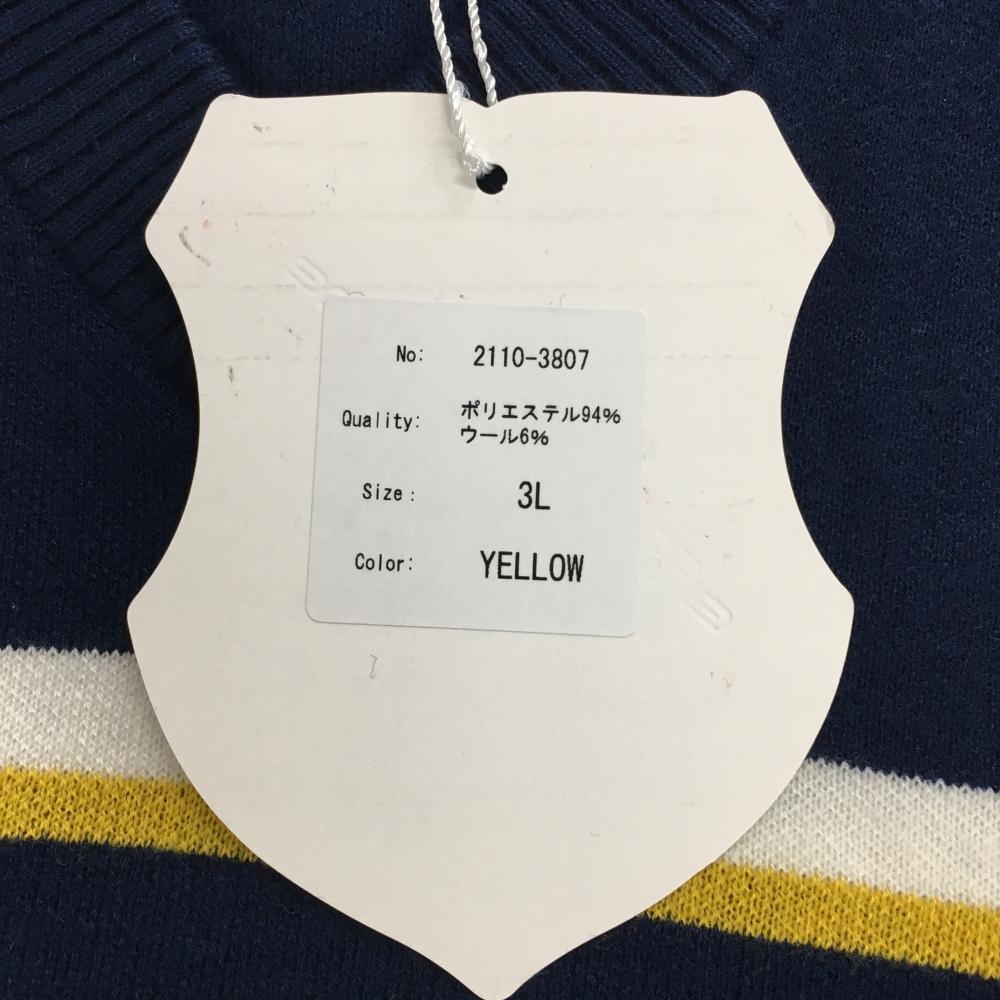 No: 2110-3807
Quality: ポリエステル94%
ウール6%
Size: 3L
Color: YELLOW